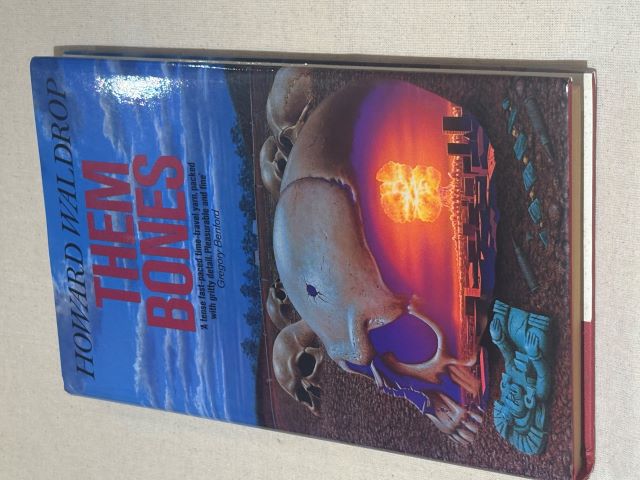 HOWARD WALDROP
THEM
BONES
'A tense fast-paced time-travel yarn, packed
with gritty detail. Pleasurable and fine'
Gregory Benford